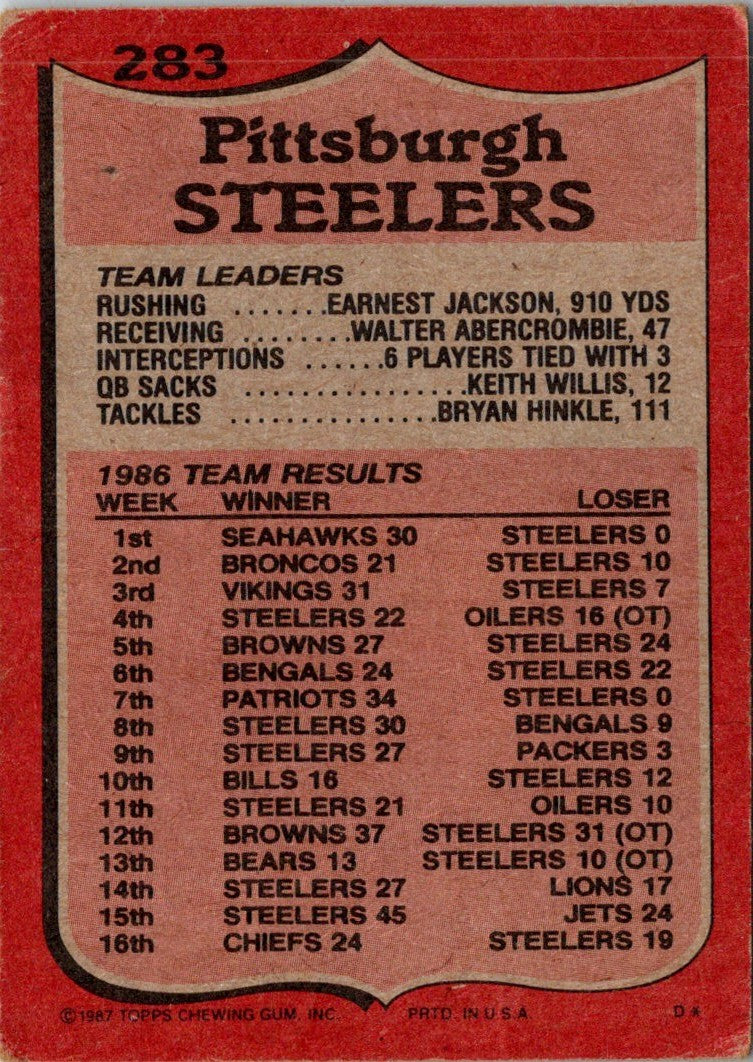 283
Pittsburgh
STEELERS
TEAM LEADERS
RUSHING .......EARNEST JACKSON, 910 YDS
RECEIVING ........WALTER ABERCROMBIE, 47
INTERCEPTIONS ......6 PLAYERS TIED WITH 3
QB SACKS .................KEITH WILLIS, 12
TACKLES ................BRYAN HINKLE, 111
1986 TEAM RESULTS
WEEK WINNER LOSER
1st SEAHAWKS 30 STEELERS 0
2nd BRONCOS 21 STEELERS 10
3rd VIKINGS 31 STEELERS 7
4th STEELERS 22 OILERS 16 (OT)
5th BROWNS 27 STEELERS 24
6th BENGALS 24 STEELERS 22
7th PATRIOTS 34 STEELERS 0
8th STEELERS 30 BENGALS 9
9th STEELERS 27 PACKERS 3
10th BILLS 16 STEELERS 12
11th STEELERS 21 OILERS 10
12th BROWNS 37 STEELERS 31 (OT)
13th BEARS 13 STEELERS 10 (OT)
14th STEELERS 27 LIONS 17
15th STEELERS 45 JETS 24
16th CHIEFS 24 STEELERS 19
©1987 TOPPS CHEWING GUM, INC. PRTD. IN U.S.A. D*